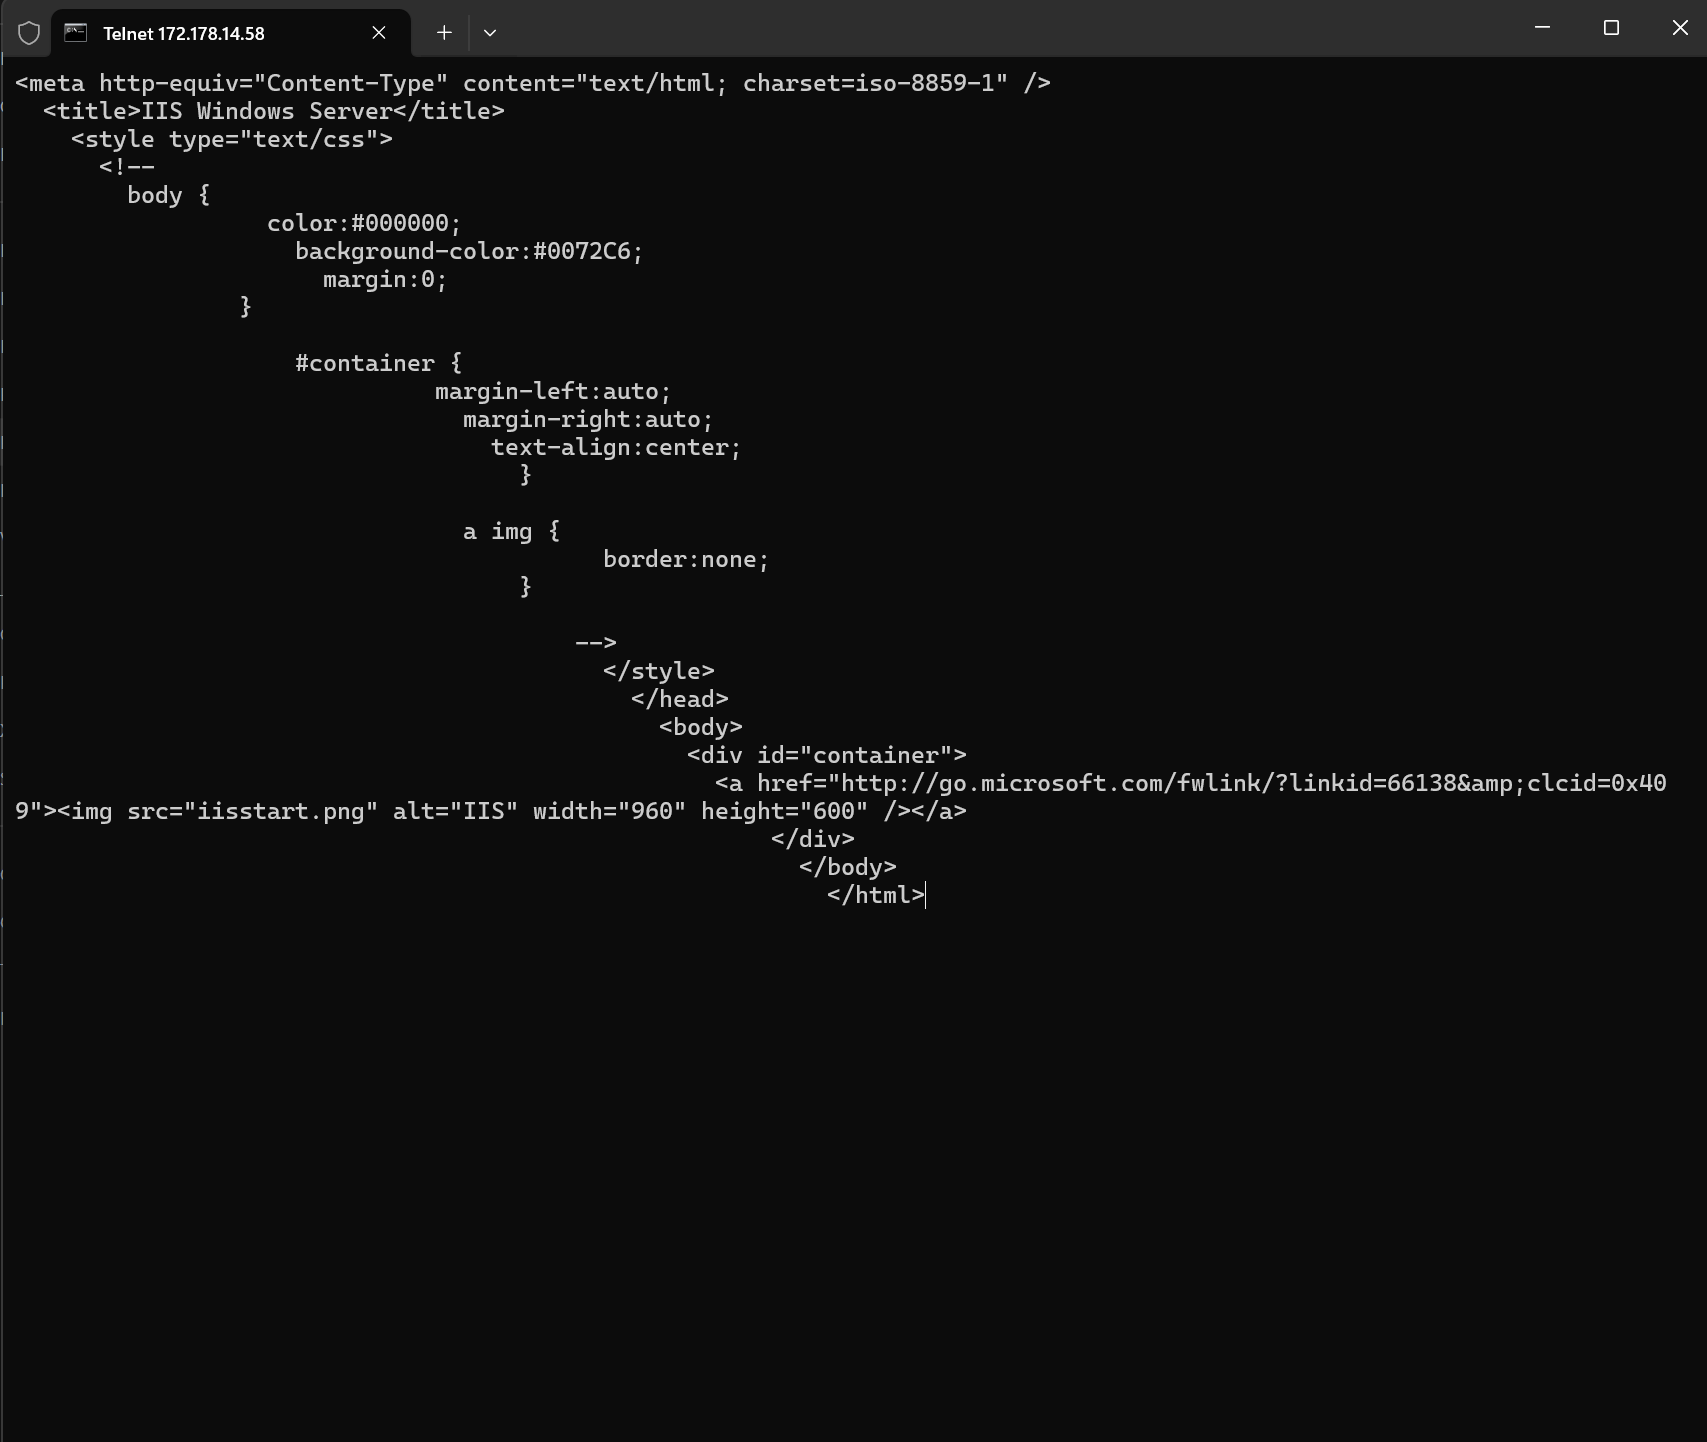 Telnet 172.178.14.58
<meta http-equiv="Content-Type" content="text/html; charset=iso-8859-1" />
<title>IIS Windows Server</title>
<style type="text/css">
<!--
body {
color:#000000;
background-color:#0072C6;
margin:0;
}
#container {
margin-left:auto;
margin-right:auto;
text-align:center;
}
a img {
border:none;
}
-->
</style>
</head>
<body>
<div id="container">
<a href="http://go.microsoft.com/fwlink/?linkid=66138&amp;clcid=0x40
9"><img src="iisstart.png" alt="IIS" width="960" height="600" /></a>
</div>
</body>
</html>